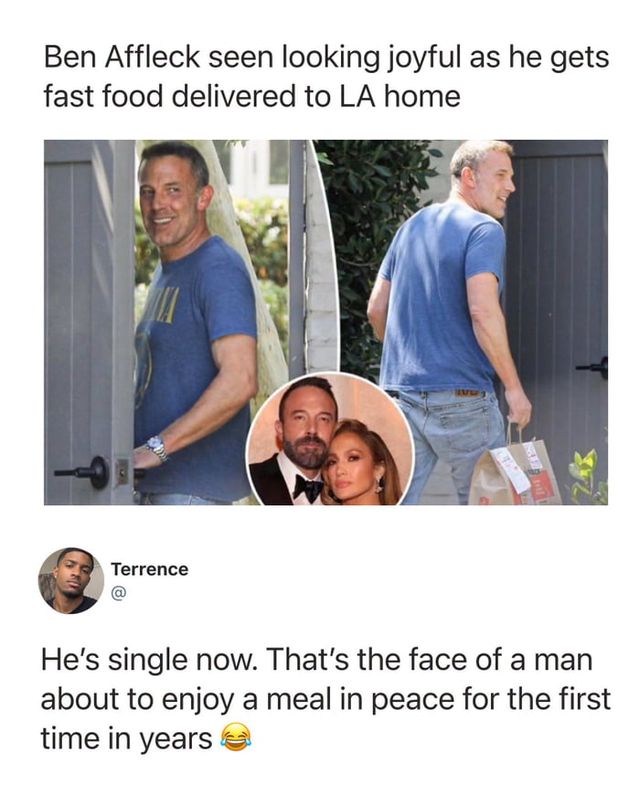 Ben Affleck seen looking joyful as he gets
fast food delivered to LA home
Terrence
@
He's single now. That's the face of a man
about to enjoy a meal in peace for the first
time in years 😂